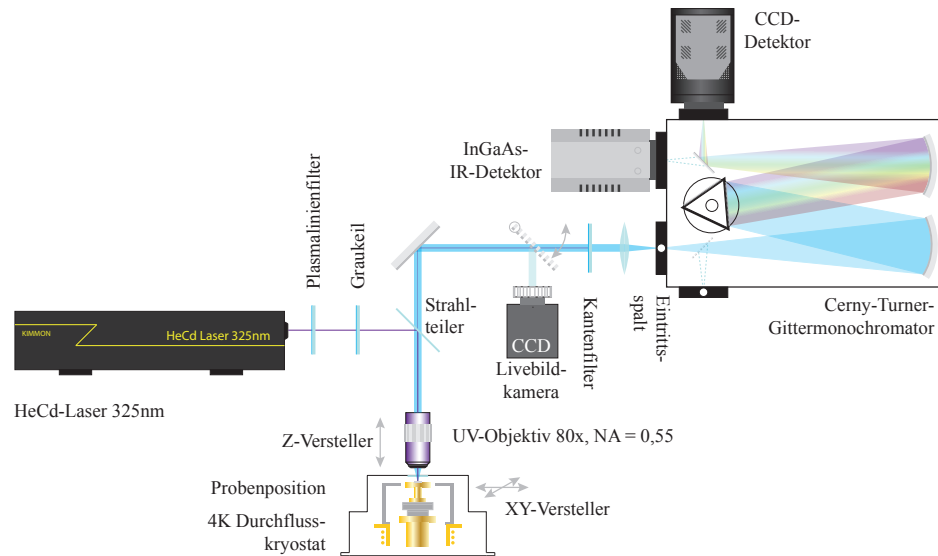 CCD-
Detektor
InGaAs-
IR-Detektor
Plasmalinienfilter
Graukeil
Strahl-
teiler
CCD
Livebild-
kamera
Kantenfilter
Eintritts-
spalt
Cerny-Turner-
Gittermonochromator
KIMMON
HeCd Laser 325nm
HeCd-Laser 325nm
Z-Versteller
UV-Objektiv 80x, NA = 0,55
Probenposition
XY-Versteller
4K Durchfluss-
kryostat